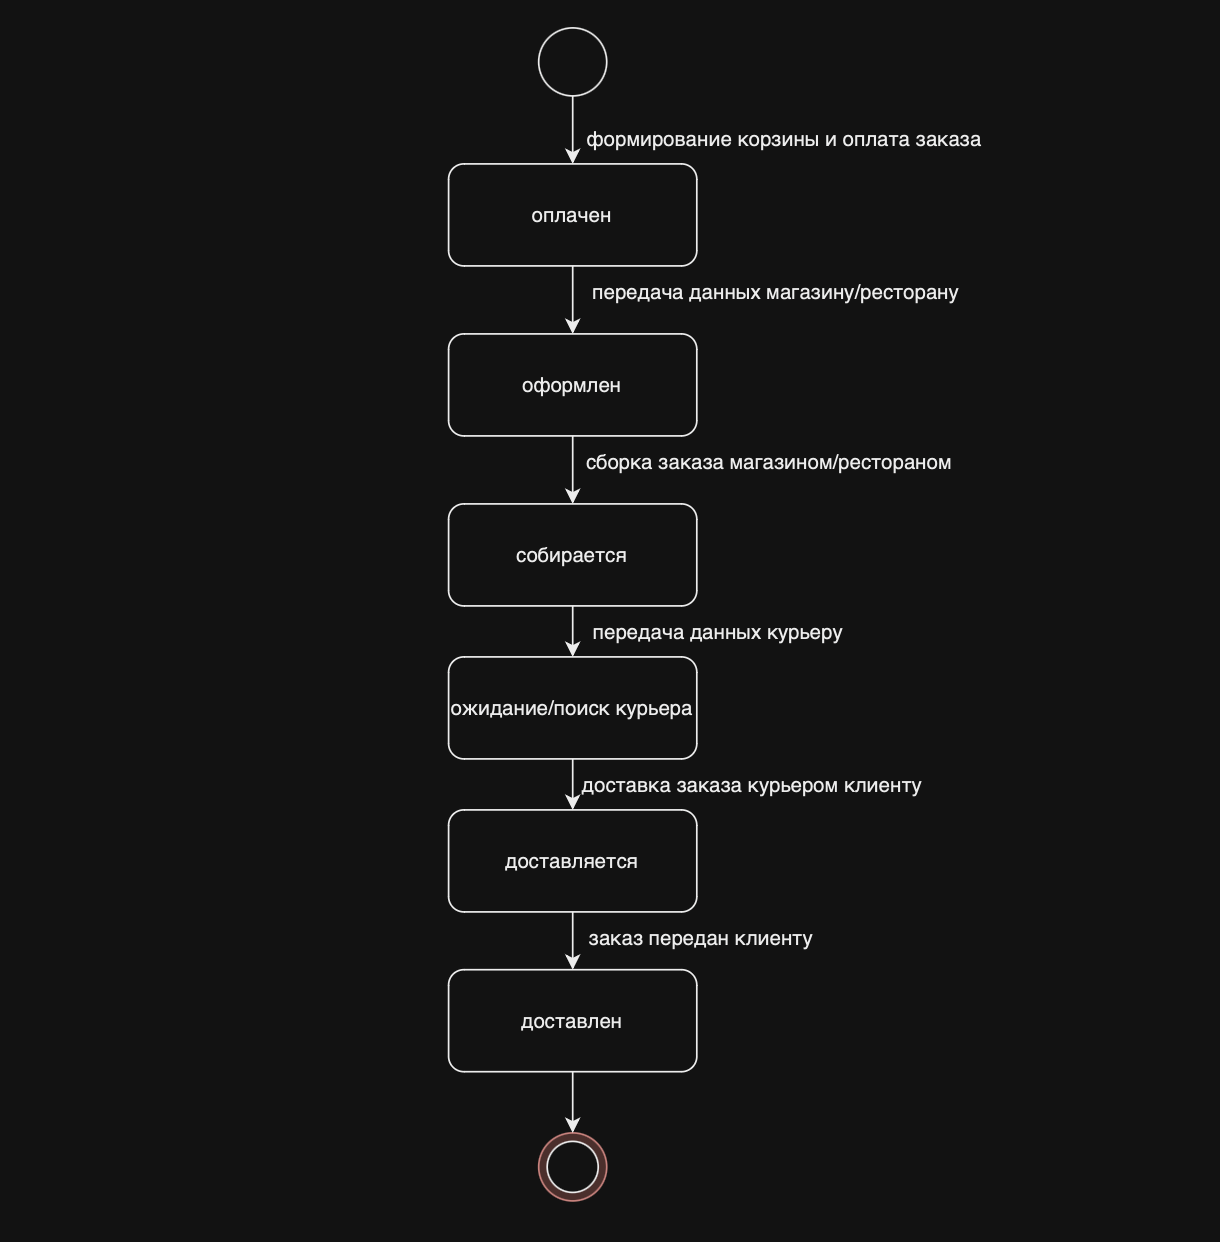 формирование корзины и оплата заказа
оплачен
передача данных магазину/ресторану
оформлен
сборка заказа магазином/рестораном
собирается
передача данных курьеру
ожидание/поиск курьера
доставка заказа курьером клиенту
доставляется
заказ передан клиенту
доставлен